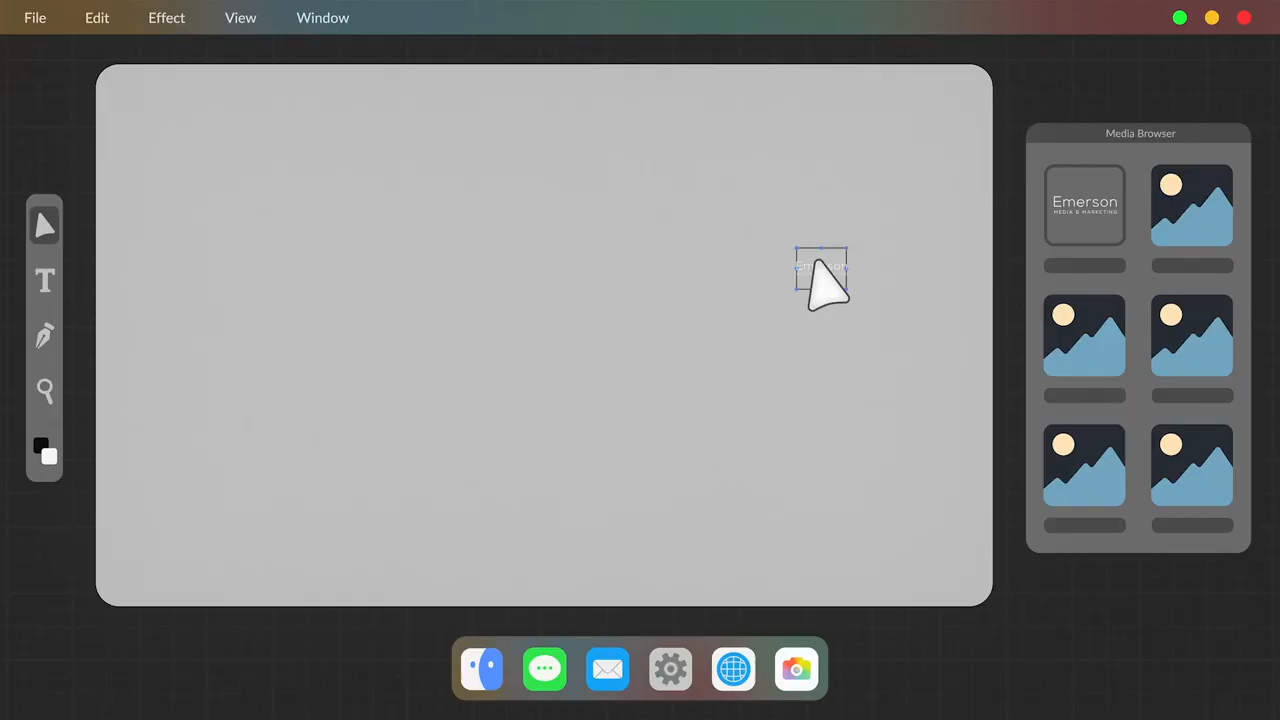 File Edit Effect View Window
Media Browser
Emerson
MEDIA & MARKETING
T